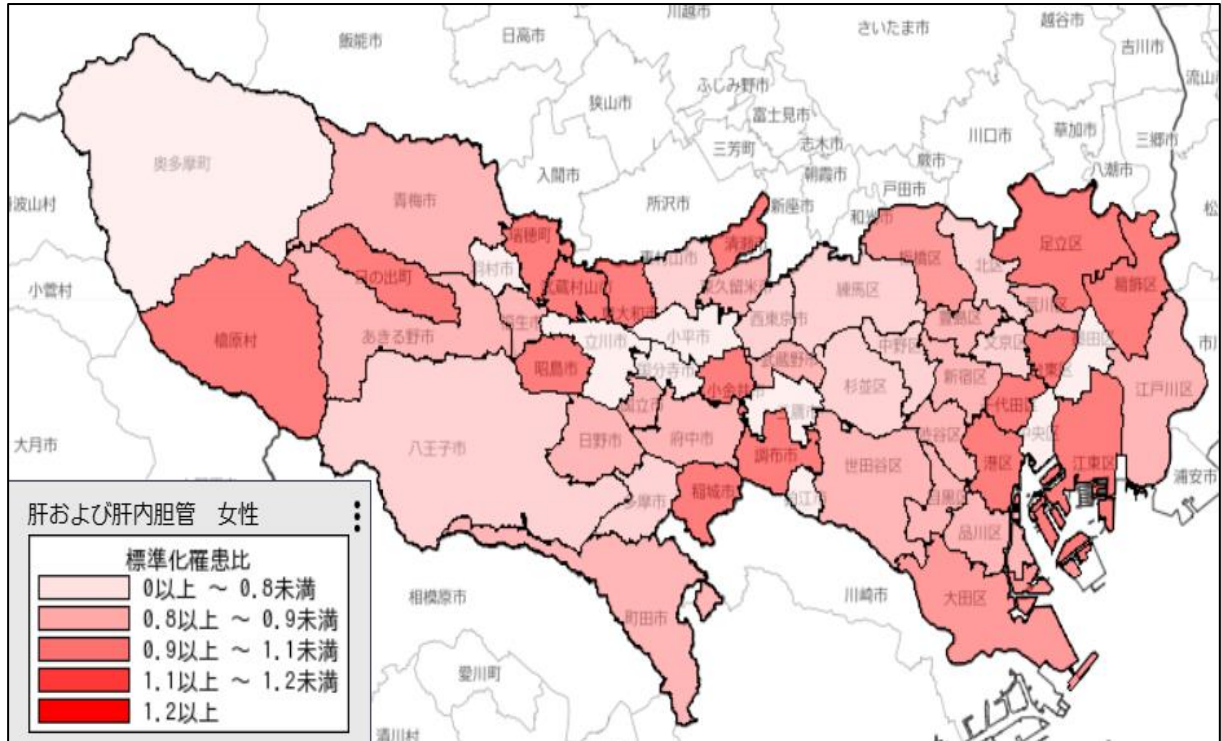 川越市
越谷市
さいたま市
飯能市
日高市
吉川市
流山
ふじみ野市
狭山市
富士見市
川口市
草加市
三郷市
三芳町
志木市
蕨市
奥多摩町
入間市
朝霞市
八潮市
戸田市
青梅市
所沢市
新座市
波山村
和光市
松
瑞穂町
清瀬市
足立区
東村山市
板橋区
北区
羽村市
日の出町
小菅村
武蔵村山市
東大和市
東久留米市
練馬区
葛飾区
荒川区
西東京市
豊島区
檜原村
あきる野市
福生市
立川市
小平市
中野区
文京区
墨田区
市川
昭島市
国分寺市
武蔵野市
杉並区
新宿区
台東区
江戸川区
小金井市
三鷹市
千代田区
国立市
大月市
八王子市
日野市
府中市
調布市
渋谷区
中央区
港区
江東区
世田谷区
浦安市
多摩市
稲城市
狛江市
目黒区
品川区
相模原市
川崎市
大田区
町田市
愛川町
清川村
肝および肝内胆管 女性
標準化罹患比
0以上 ～ 0.8未満
0.8以上 ～ 0.9未満
0.9以上 ～ 1.1未満
1.1以上 ～ 1.2未満
1.2以上